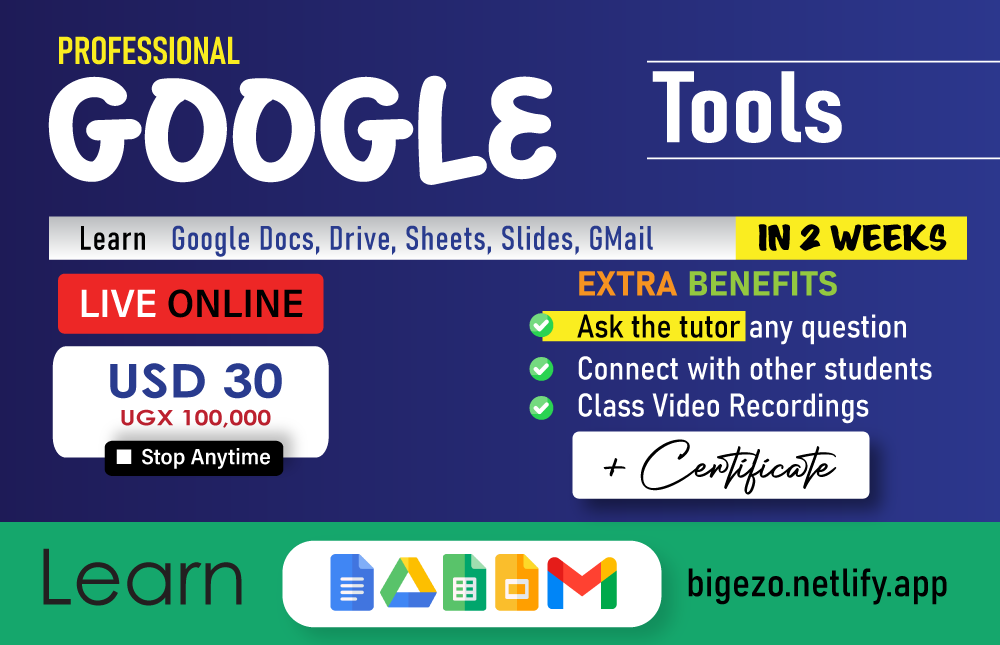 PROFESSIONAL
GOOGLE
Tools
Learn Google Docs, Drive, Sheets, Slides, GMail
IN 2 WEEKS
LIVE ONLINE
USD 30
UGX 100,000
Stop Anytime
EXTRA BENEFITS
Ask the tutor any question
Connect with other students
Class Video Recordings
+ Certificate
Learn
bigezo.netlify.app